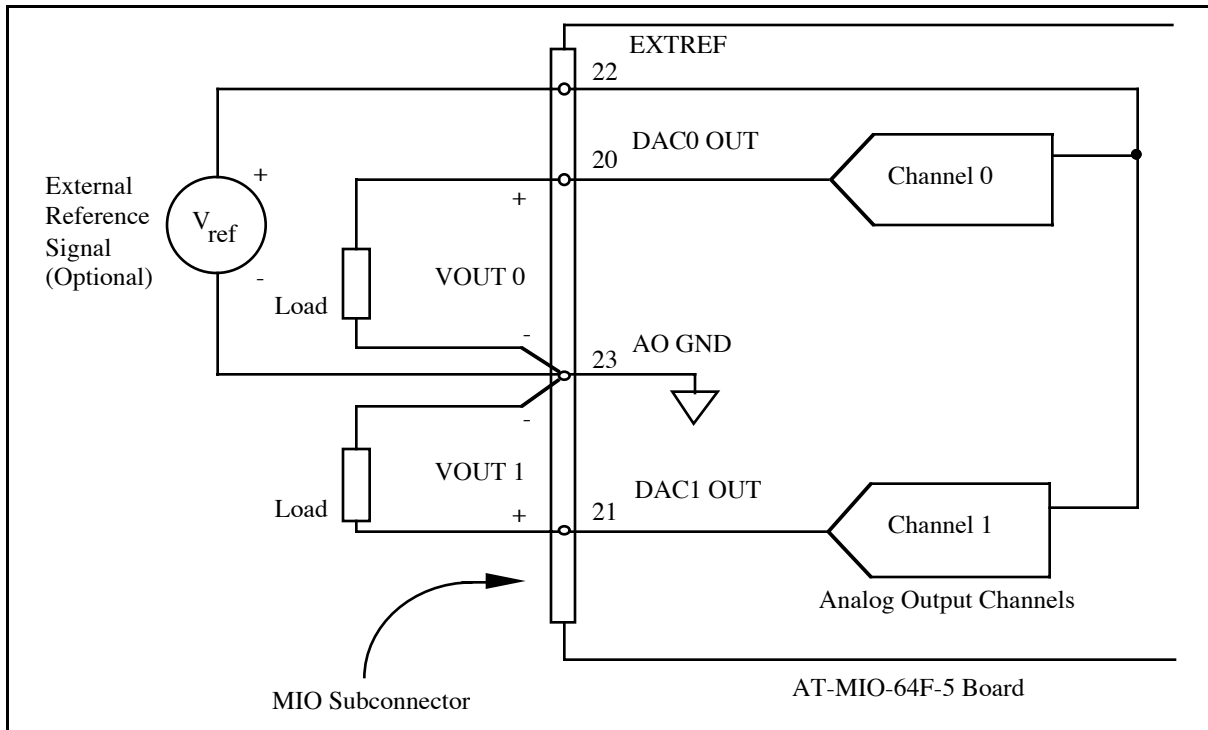 EXTREF
22
DAC0 OUT
20
Channel 0
External
Reference
Signal
(Optional)
+
V
ref
-
+
VOUT 0
Load
-
AO GND
23
-
VOUT 1
Load
+
DAC1 OUT
21
Channel 1
Analog Output Channels
MIO Subconnector
AT-MIO-64F-5 Board